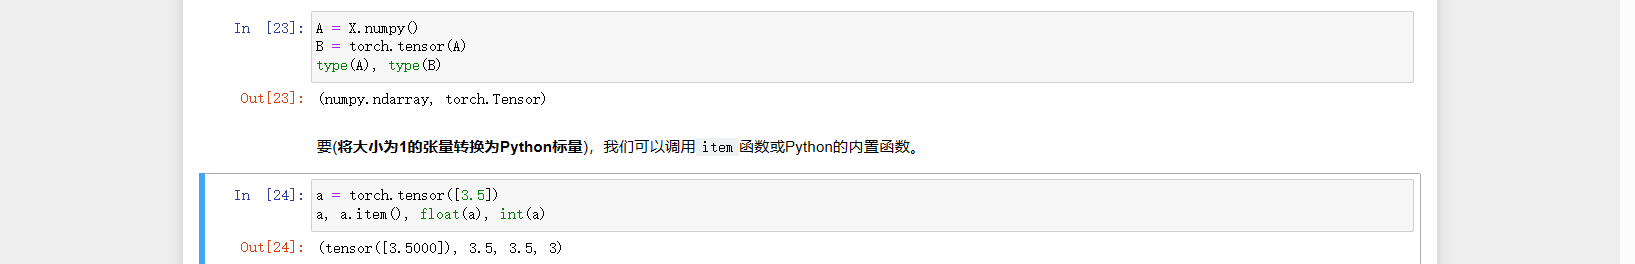 In [23]: A = X.numpy()
B = torch.tensor(A)
type(A), type(B)
Out[23]: (numpy.ndarray, torch.Tensor)
要(将大小为1的张量转换为Python标量)，我们可以调用 item 函数或Python的内置函数。
In [24]: a = torch.tensor([3.5])
a, a.item(), float(a), int(a)
Out[24]: (tensor([3.5000]), 3.5, 3.5, 3)